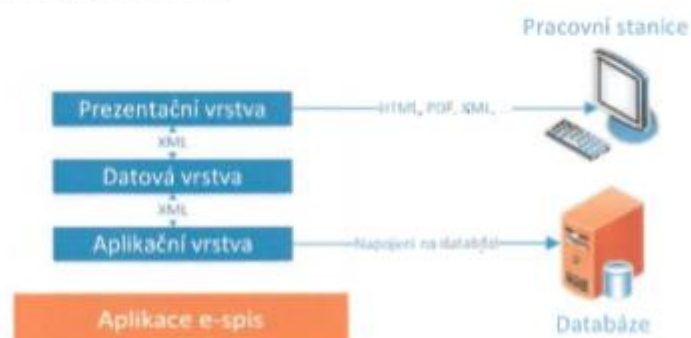 Pracovní stanice
Prezentační vrstva
HTML, PDF, XML, ...
XML
Datová vrstva
XML
Aplikační vrstva
Napojení na databázi
Aplikace e-spis
Databáze